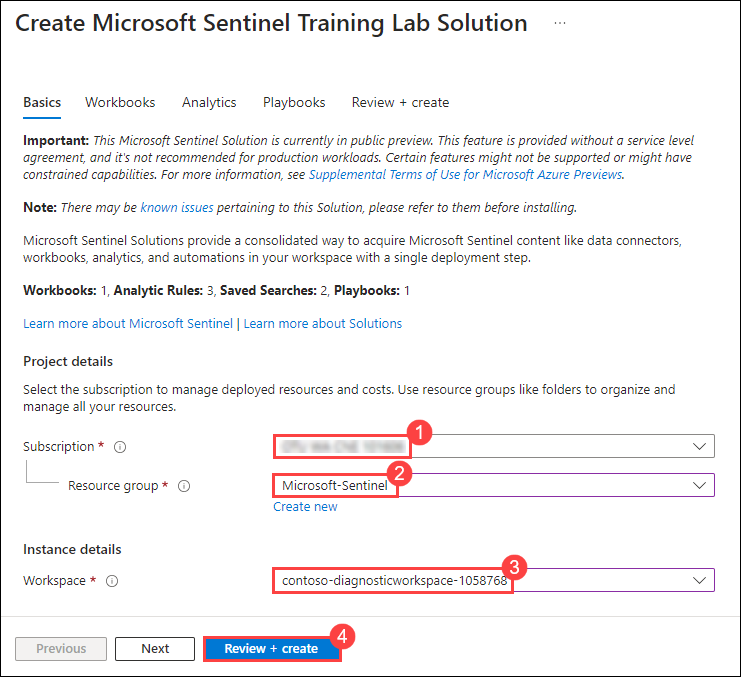 Create Microsoft Sentinel Training Lab Solution ...
Basics Workbooks Analytics Playbooks Review + create
Important: This Microsoft Sentinel Solution is currently in public preview. This feature is provided without a service level
agreement, and it's not recommended for production workloads. Certain features might not be supported or might have
constrained capabilities. For more information, see Supplemental Terms of Use for Microsoft Azure Previews.
Note: There may be known issues pertaining to this Solution, please refer to them before installing.
Microsoft Sentinel Solutions provide a consolidated way to acquire Microsoft Sentinel content like data connectors,
workbooks, analytics, and automations in your workspace with a single deployment step.
Workbooks: 1, Analytic Rules: 3, Saved Searches: 2, Playbooks: 1
Learn more about Microsoft Sentinel | Learn more about Solutions
Project details
Select the subscription to manage deployed resources and costs. Use resource groups like folders to organize and
manage all your resources.
Subscription * 1
Resource group * Microsoft-Sentinel 2
Create new
Instance details
Workspace * contoso-diagnosticworkspace-1058768 3
Previous Next Review + create 4